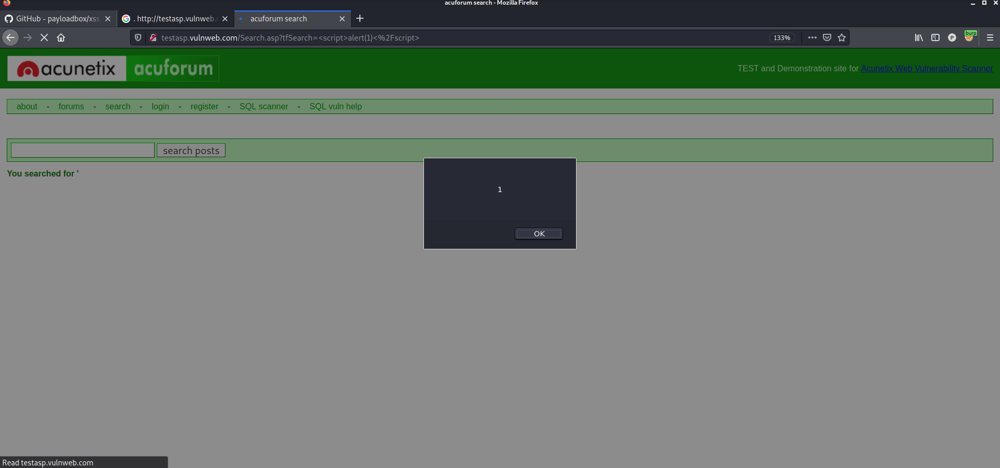 acuforum search - Mozilla Firefox
GitHub - payloadbox/xss
. http://testasp.vulnweb.c
acuforum search
testasp.vulnweb.com/Search.asp?tfSearch=<script>alert(1)<%2Fscript>
133%
P
burp
acunetix acuforum
TEST and Demonstration site for Acunetix Web Vulnerability Scanner
about - forums - search - login - register - SQL scanner - SQL vuln help
search posts
You searched for '
1
OK
Read testasp.vulnweb.com